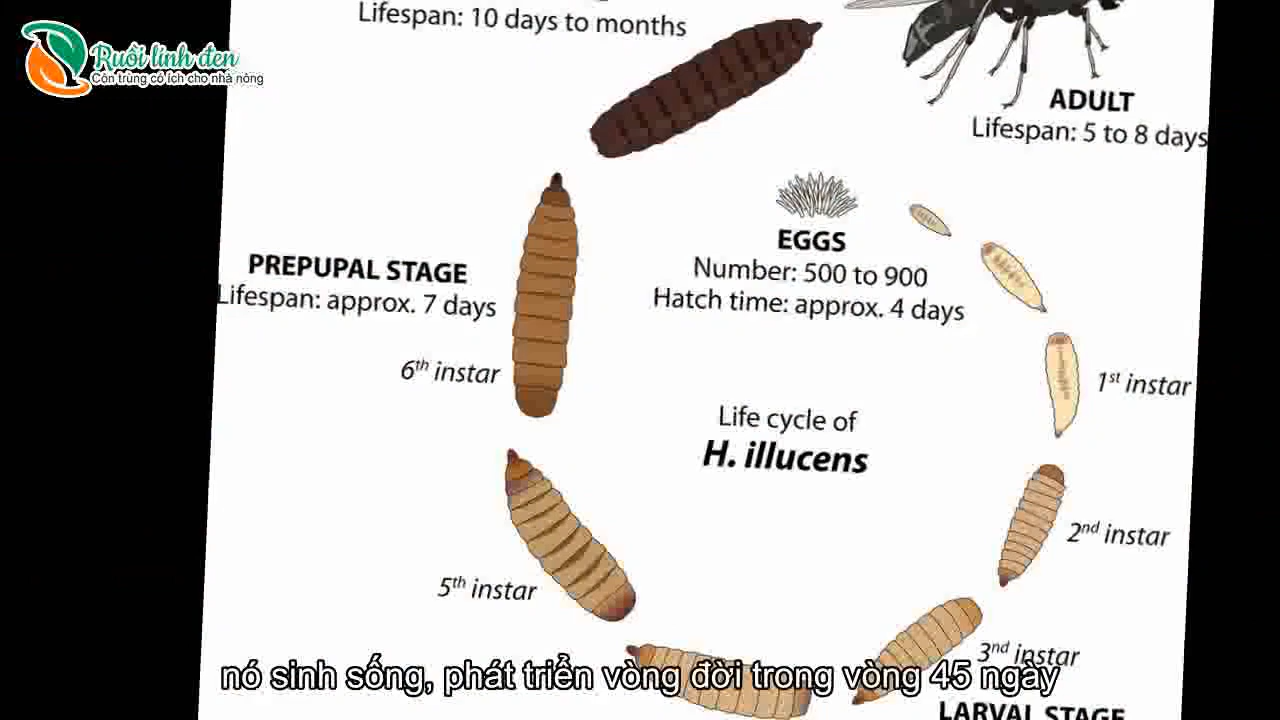 Ruồi lính đen
Côn trùng có ích cho nhà nông
Lifespan: 10 days to months
ADULT
Lifespan: 5 to 8 days
EGGS
Number: 500 to 900
Hatch time: approx. 4 days
PREPUPAL STAGE
Lifespan: approx. 7 days
6th instar
1st instar
Life cycle of
H. illucens
2nd instar
5th instar
3rd instar
nó sinh sống, phát triển vòng đời trong vòng 45 ngày
LARVAL STAGE